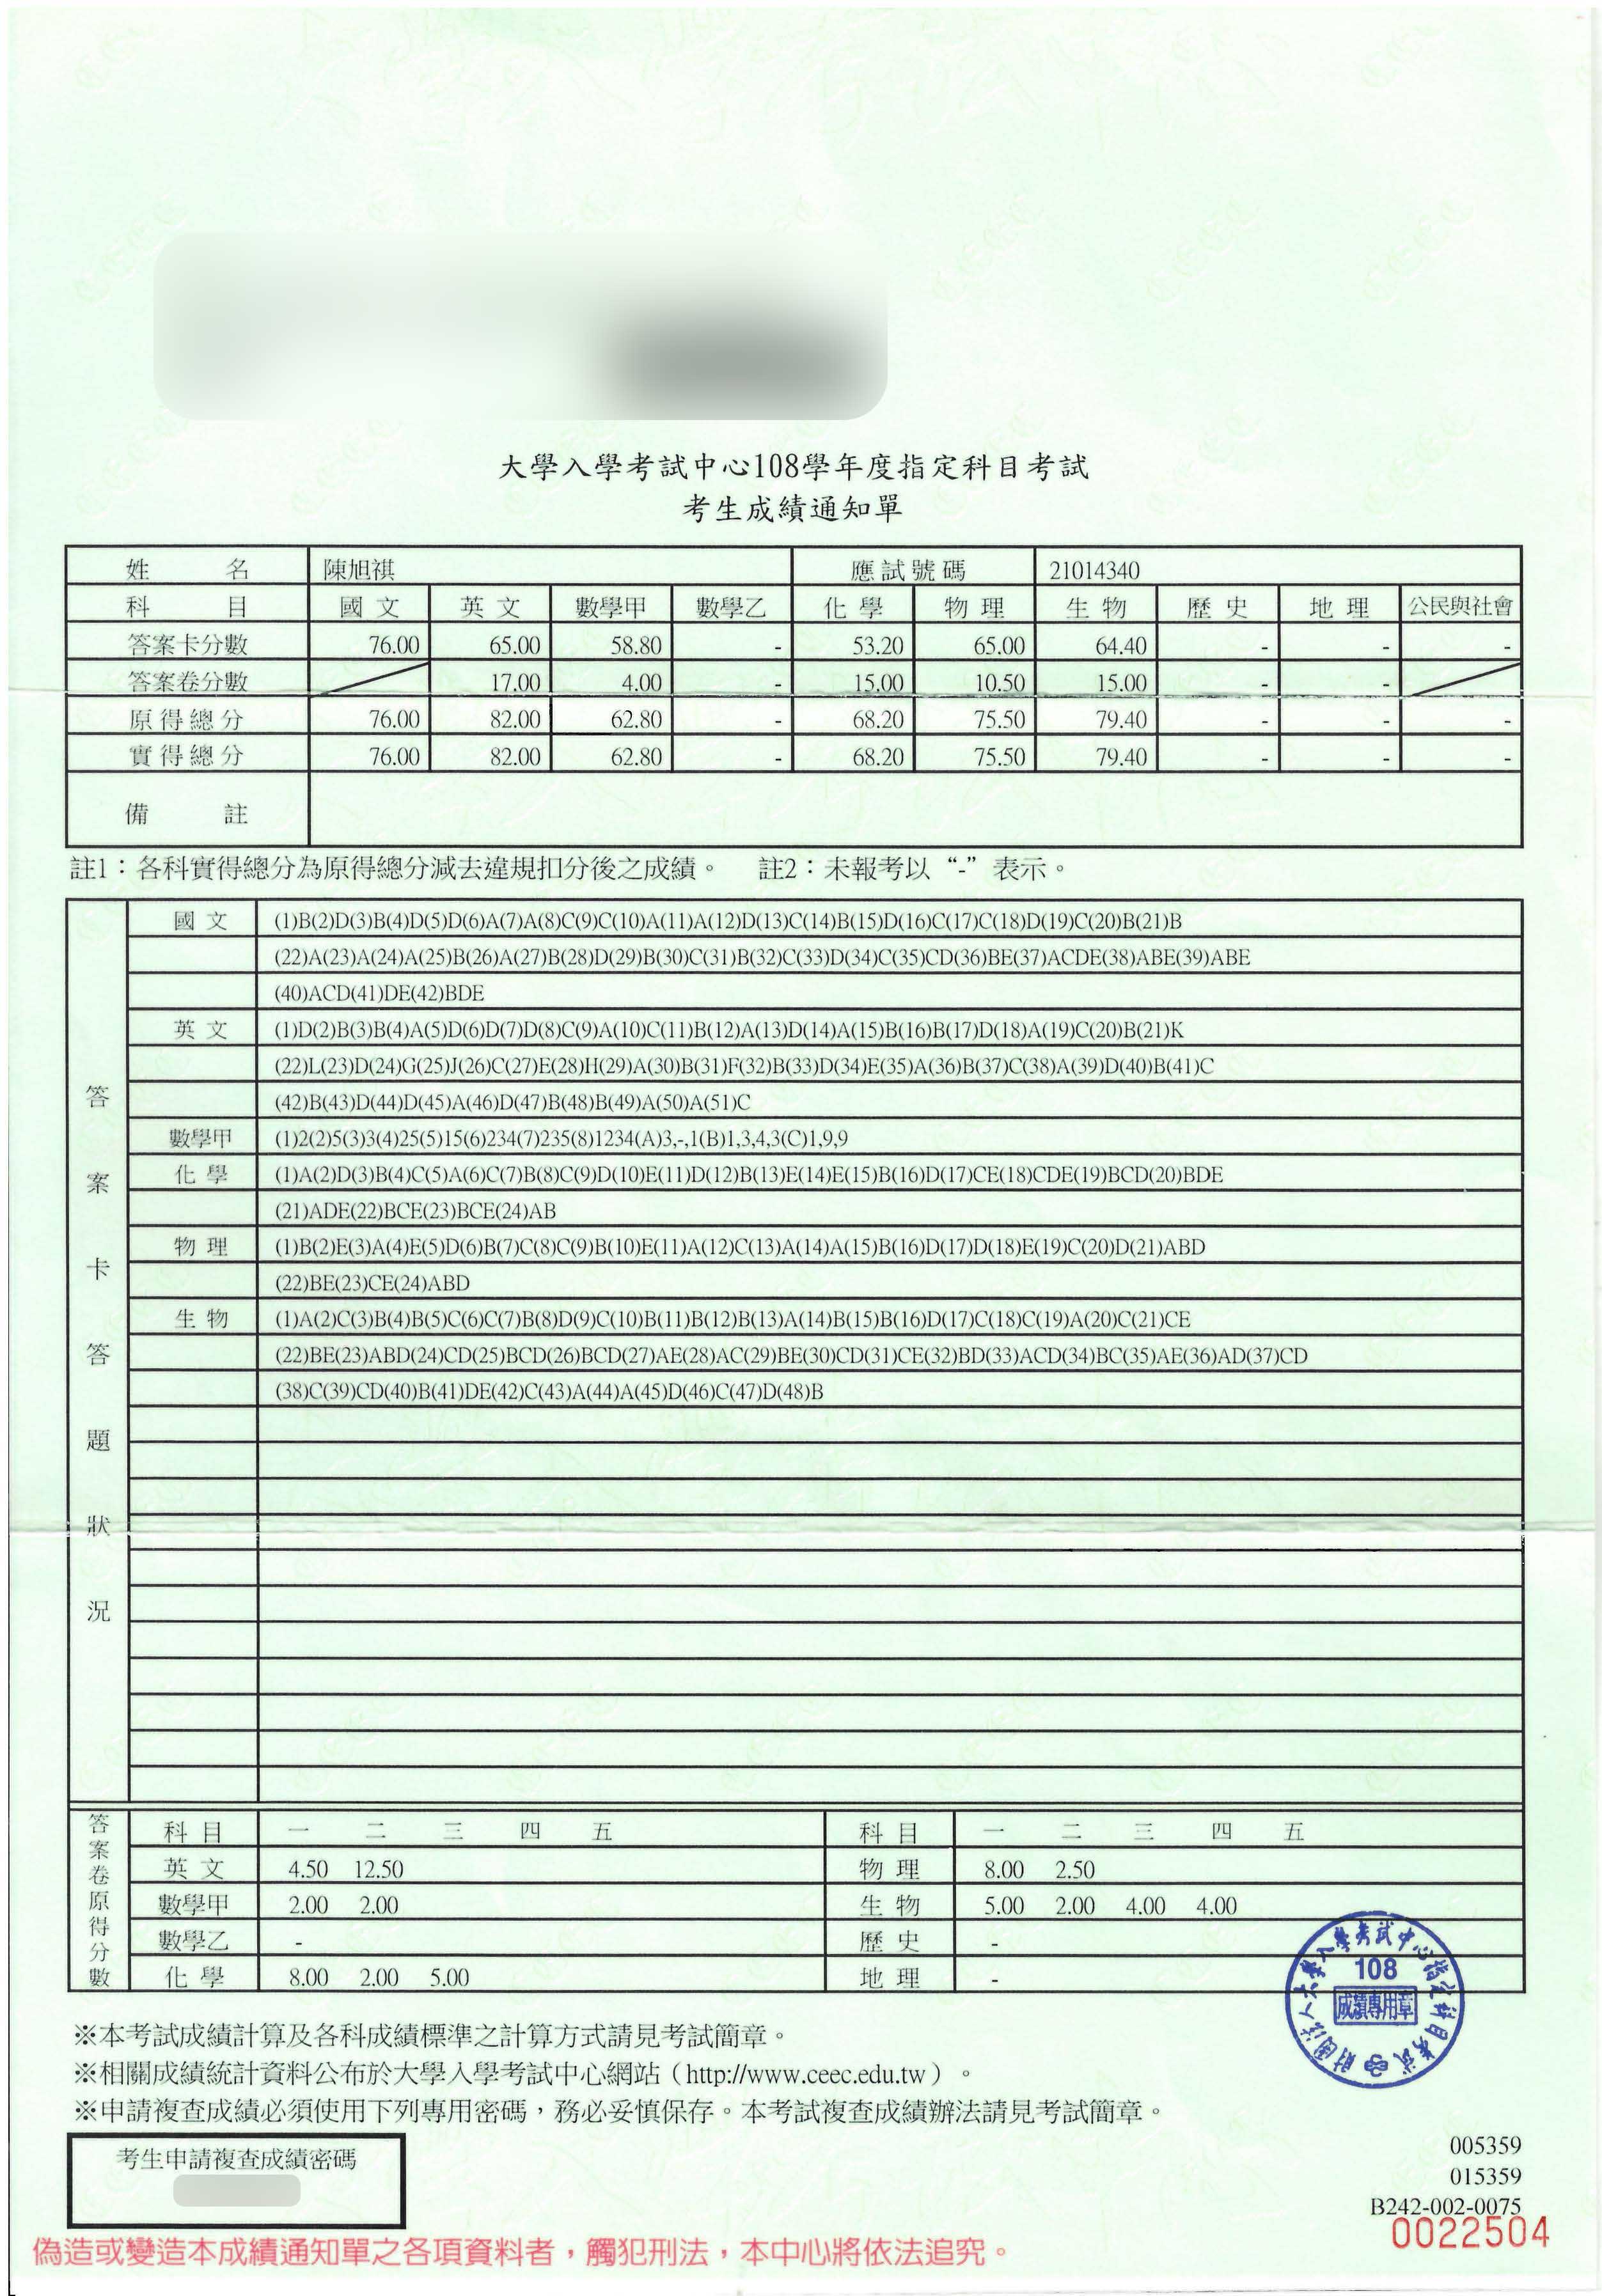 大學入學考試中心108學年度指定科目考試
考生成績通知單
姓 名 陳旭祺 應試號碼 21014340
科 目 國文 英文 數學甲 數學乙 化學 物理 生物 歷史 地理 公民與社會
答案卡分數 76.00 65.00 58.80 - 53.20 65.00 64.40 - - -
答案卷分數 17.00 4.00 - 15.00 10.50 15.00 - -
原得總分 76.00 82.00 62.80 - 68.20 75.50 79.40 - - -
實得總分 76.00 82.00 62.80 - 68.20 75.50 79.40 - - -
備 註
註1：各科實得總分為原得總分減去違規扣分後之成績。 註2：未報考以“-”表示。
答案卡答題狀況
國文 (1)B(2)D(3)B(4)D(5)D(6)A(7)A(8)C(9)C(10)A(11)A(12)D(13)C(14)B(15)D(16)C(17)C(18)D(19)C(20)B(21)B
(22)A(23)A(24)A(25)B(26)A(27)B(28)D(29)B(30)C(31)B(32)C(33)D(34)C(35)CD(36)BE(37)ACDE(38)ABE(39)ABE
(40)ACD(41)DE(42)BDE
英文 (1)D(2)B(3)B(4)A(5)D(6)D(7)D(8)C(9)A(10)C(11)B(12)A(13)D(14)A(15)B(16)B(17)D(18)A(19)C(20)B(21)K
(22)L(23)D(24)G(25)J(26)C(27)E(28)H(29)A(30)B(31)F(32)B(33)D(34)E(35)A(36)B(37)C(38)A(39)D(40)B(41)C
(42)B(43)D(44)D(45)A(46)D(47)B(48)B(49)A(50)A(51)C
數學甲 (1)2(2)5(3)3(4)25(5)15(6)234(7)235(8)1234(A)3,-,1(B)1,3,4,3(C)1,9,9
化學 (1)A(2)D(3)B(4)C(5)A(6)C(7)B(8)C(9)D(10)E(11)D(12)B(13)E(14)E(15)B(16)D(17)CE(18)CDE(19)BCD(20)BDE
(21)ADE(22)BCE(23)BCE(24)AB
物理 (1)B(2)E(3)A(4)E(5)D(6)B(7)C(8)C(9)B(10)E(11)A(12)C(13)A(14)A(15)B(16)D(17)D(18)E(19)C(20)D(21)ABD
(22)BE(23)CE(24)ABD
生物 (1)A(2)C(3)B(4)B(5)C(6)C(7)B(8)D(9)C(10)B(11)B(12)B(13)A(14)B(15)B(16)D(17)C(18)C(19)A(20)C(21)CE
(22)BE(23)ABD(24)CD(25)BCD(26)BCD(27)AE(28)AC(29)BE(30)CD(31)CE(32)BD(33)ACD(34)BC(35)AE(36)AD(37)CD
(38)C(39)CD(40)B(41)DE(42)C(43)A(44)A(45)D(46)C(47)D(48)B
答案卷原得分數
科目 一 二 三 四 五 科目 一 二 三 四 五
英文 4.50 12.50 物理 8.00 2.50
數學甲 2.00 2.00 生物 5.00 2.00 4.00 4.00
數學乙 - 歷史 -
化學 8.00 2.00 5.00 地理 -
財團法人大學入學考試中心指定科目考試
108
成績專用章
※本考試成績計算及各科成績標準之計算方式請見考試簡章。
※相關成績統計資料公布於大學入學考試中心網站（http://www.ceec.edu.tw）。
※申請複查成績必須使用下列專用密碼，務必妥慎保存。本考試複查成績辦法請見考試簡章。
考生申請複查成績密碼
005359
015359
B242-002-0075
0022504
偽造或變造本成績通知單之各項資料者，觸犯刑法，本中心將依法追究。